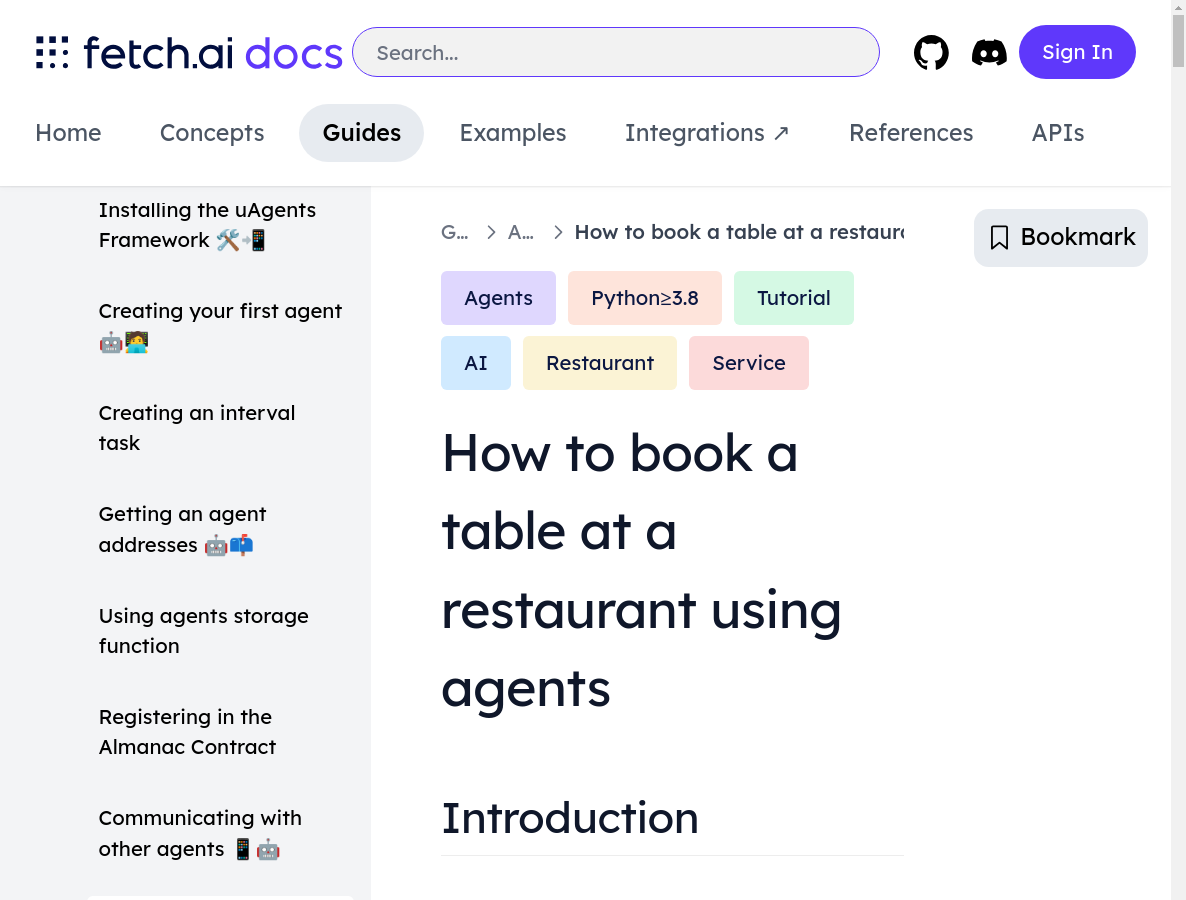 fetch.ai docs
Search...
Sign In
Home
Concepts
Guides
Examples
Integrations ↗
References
APIs
Installing the uAgents
Framework 🛠️📲
Creating your first agent
🤖🧑‍💻
Creating an interval
task
Getting an agent
addresses 🤖📫
Using agents storage
function
Registering in the
Almanac Contract
Communicating with
other agents 📱🤖
G… > A… > How to book a table at a restaur
Bookmark
Agents
Python≥3.8
Tutorial
AI
Restaurant
Service
How to book a
table at a
restaurant using
agents
Introduction